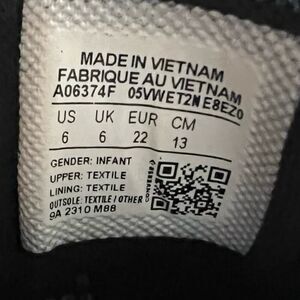 MADE IN VIETNAM
FABRIQUE AU VIETNAM
A06374F 05VWET2NE8EZ0
US UK EUR CM
6 6 22 13
GENDER: INFANT
UPPER: TEXTILE
LINING: TEXTILE
OUTSOLE: TEXTILE / OTHER
9A 2310 M88
CONVERSE